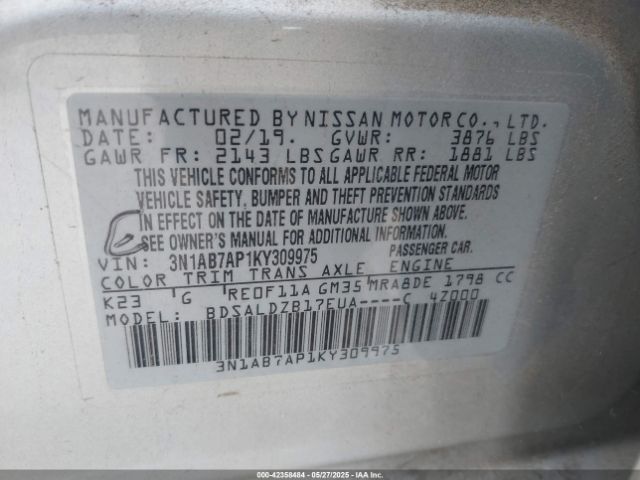 MANUFACTURED BY NISSAN MOTOR CO., LTD.
DATE: 02/19. GVWR: 3876 LBS
GAWR FR: 2143 LBS GAWR RR: 1881 LBS
THIS VEHICLE CONFORMS TO ALL APPLICABLE FEDERAL MOTOR
VEHICLE SAFETY, BUMPER AND THEFT PREVENTION STANDARDS
IN EFFECT ON THE DATE OF MANUFACTURE SHOWN ABOVE.
SEE OWNER'S MANUAL FOR ADDITIONAL INFORMATION.
VIN: 3N1AB7AP1KY309975 PASSENGER CAR.
COLOR TRIM TRANS AXLE ENGINE
K23 G RE0F11A GM35 MRA8DE 1798 CC
MODEL: BDSALDZB17EUA----C 4Z000
3N1AB7AP1KY309975
000-42358484 05/27/2025 IAAI.COM